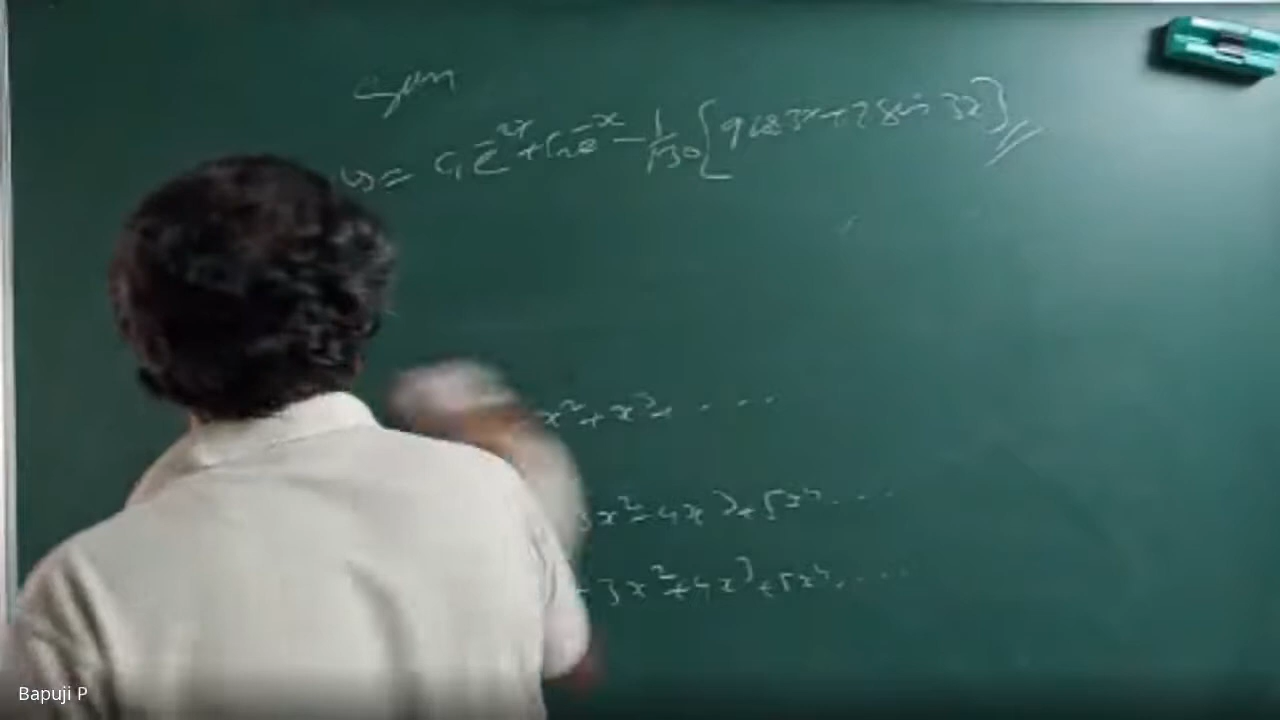 y = C₁e⁻²ˣ + C₂e⁻ˣ − 1/130 {9 cos 3x + 7 sin 3x} //
x² + x³ + . . . .
3x² − 4x³ + 5x⁴ . . . .
+ 3x² + 4x³ + 5x⁴ . . . .
Bapuji P